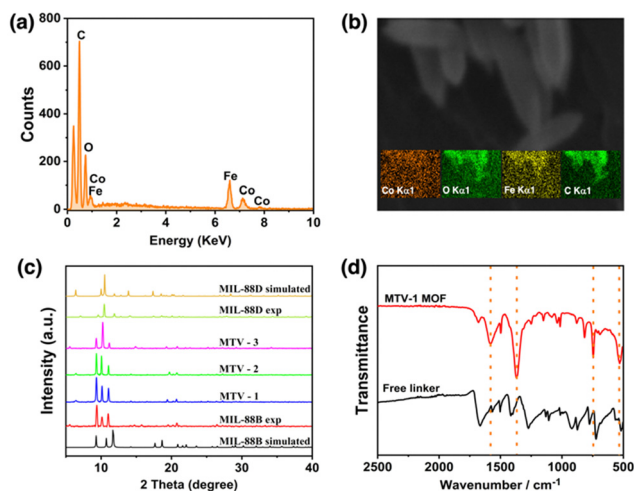 (a)
800
600
400
200
0
Counts
C
O
Co
Fe
Fe
Co
Co
0 2 4 6 8 10
Energy (KeV)
(b)
Co Kα1 O Kα1 Fe Kα1 C Kα1
(c)
MIL-88D simulated
MIL-88D exp
MTV - 3
MTV - 2
MTV - 1
MIL-88B exp
MIL-88B simulated
Intensity (a.u.)
10 20 30 40
2 Theta (degree)
(d)
MTV-1 MOF
Free linker
Transmittance
2500 2000 1500 1000 500
Wavenumber / cm⁻¹